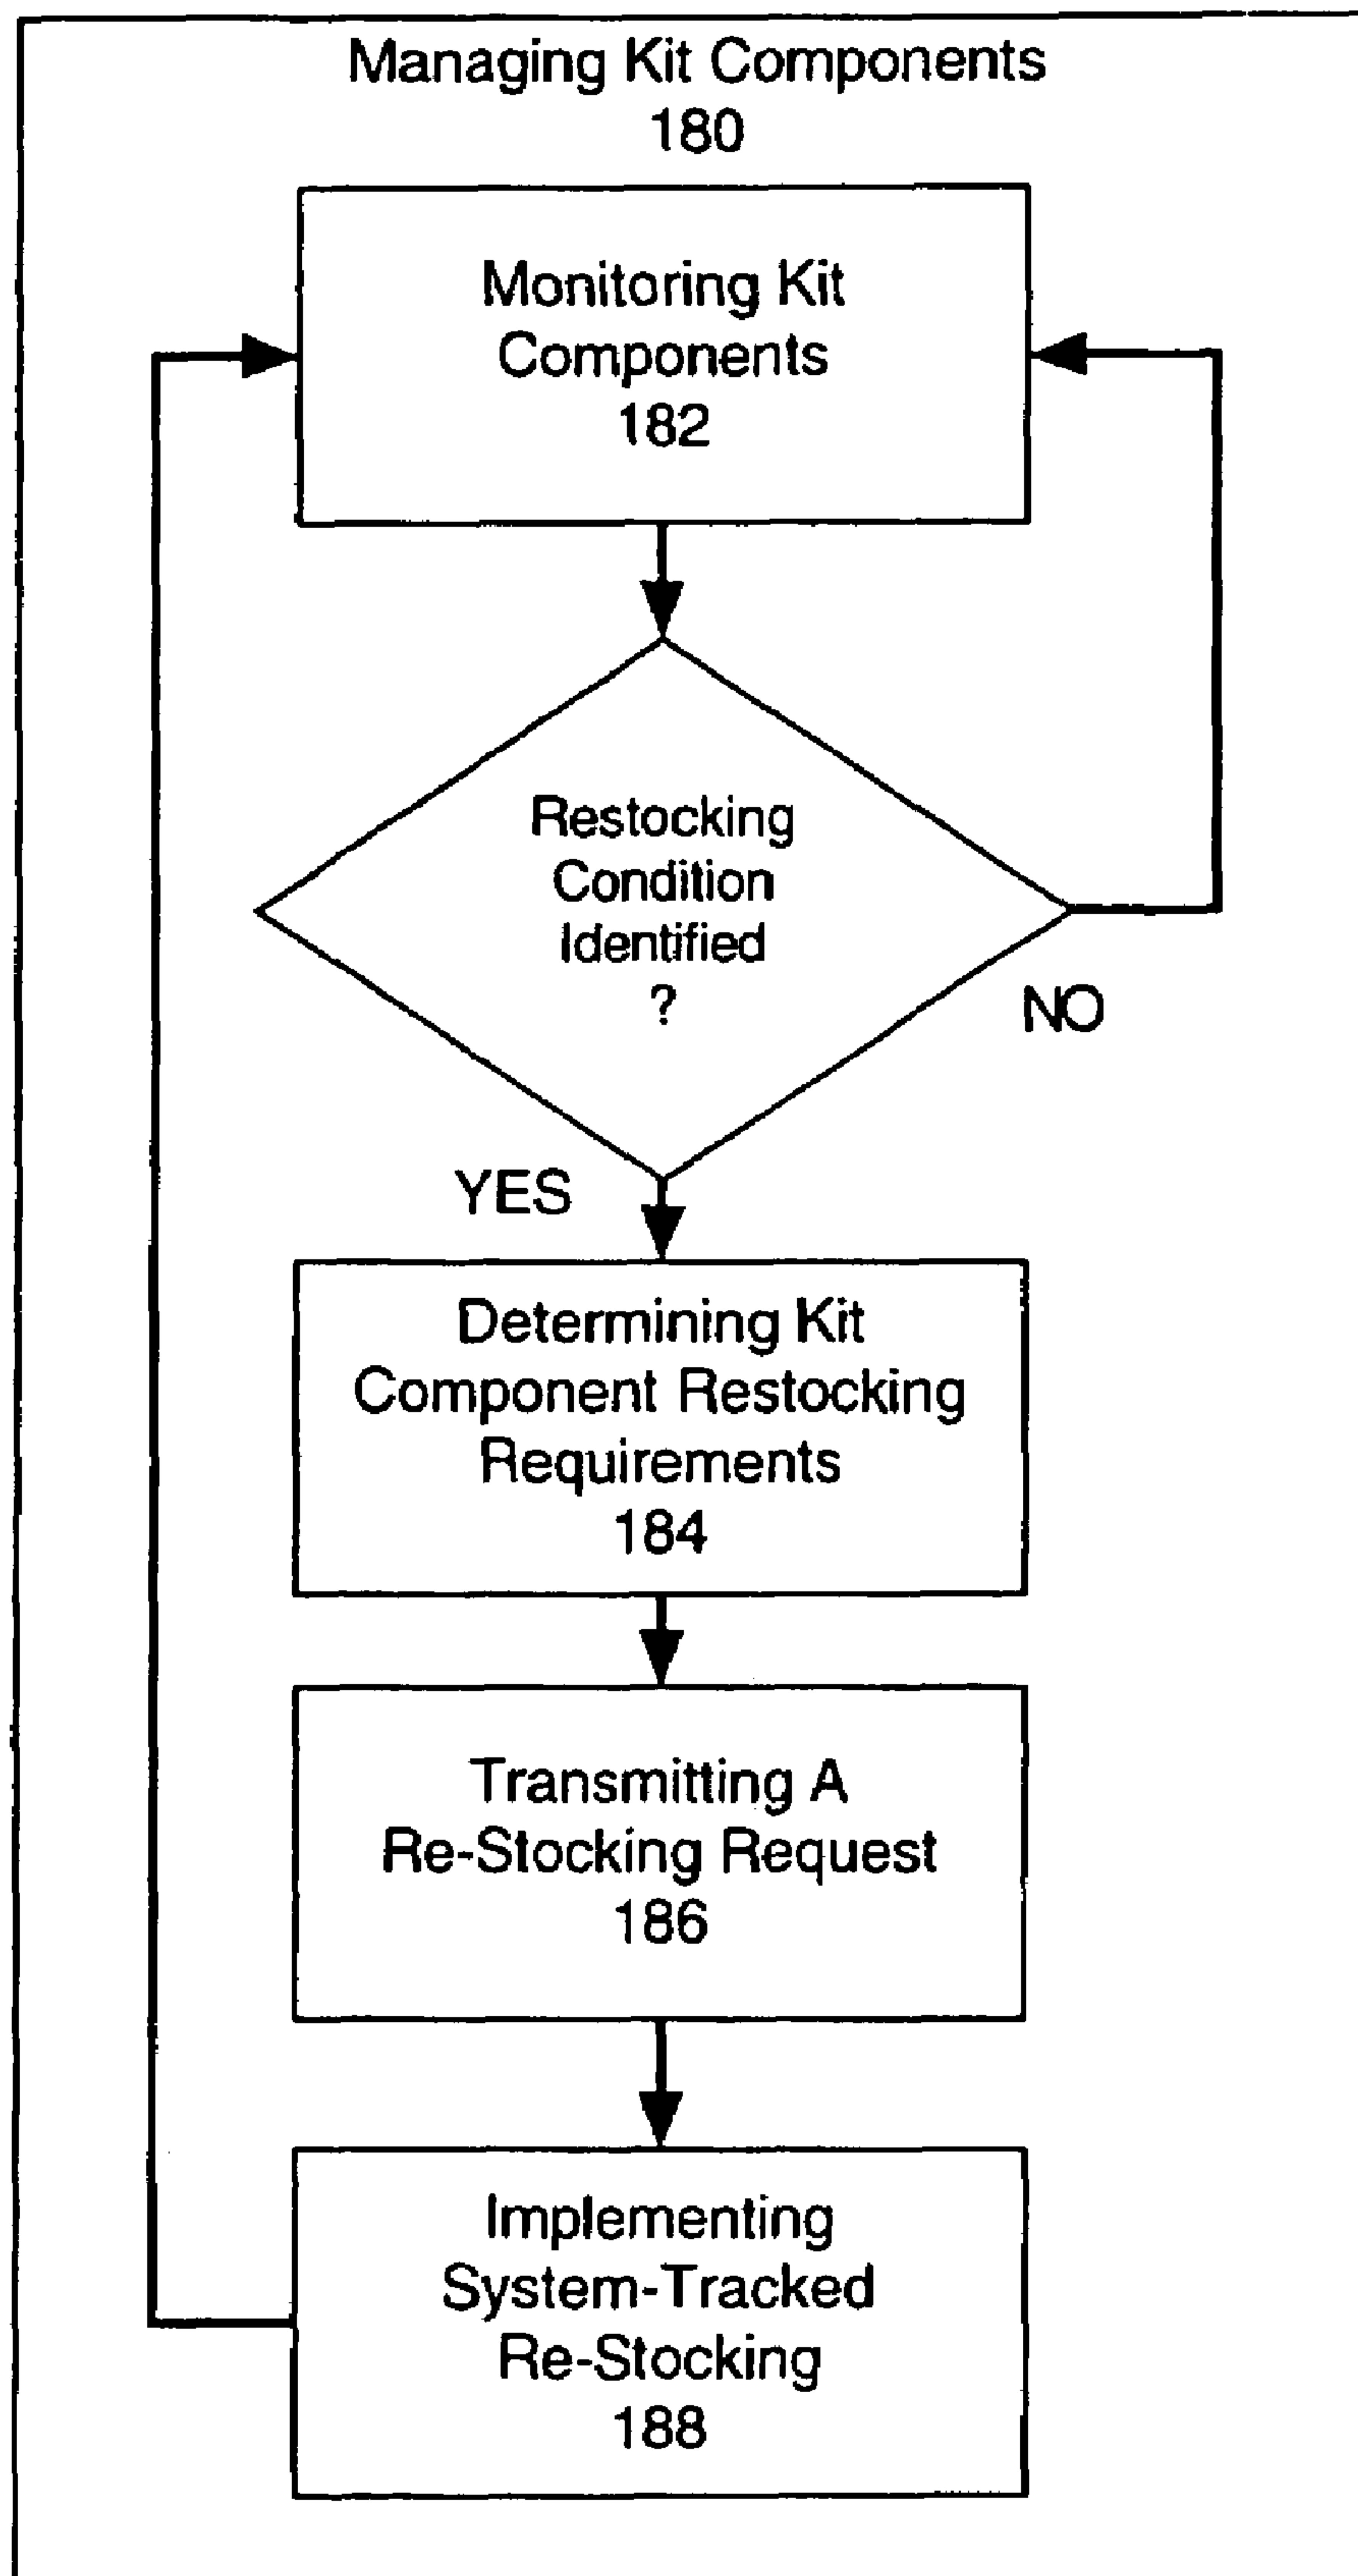 Managing Kit Components
180
Monitoring Kit
Components
182
Restocking
Condition
Identified
?
NO
YES
Determining Kit
Component Restocking
Requirements
184
Transmitting A
Re-Stocking Request
186
Implementing
System-Tracked
Re-Stocking
188